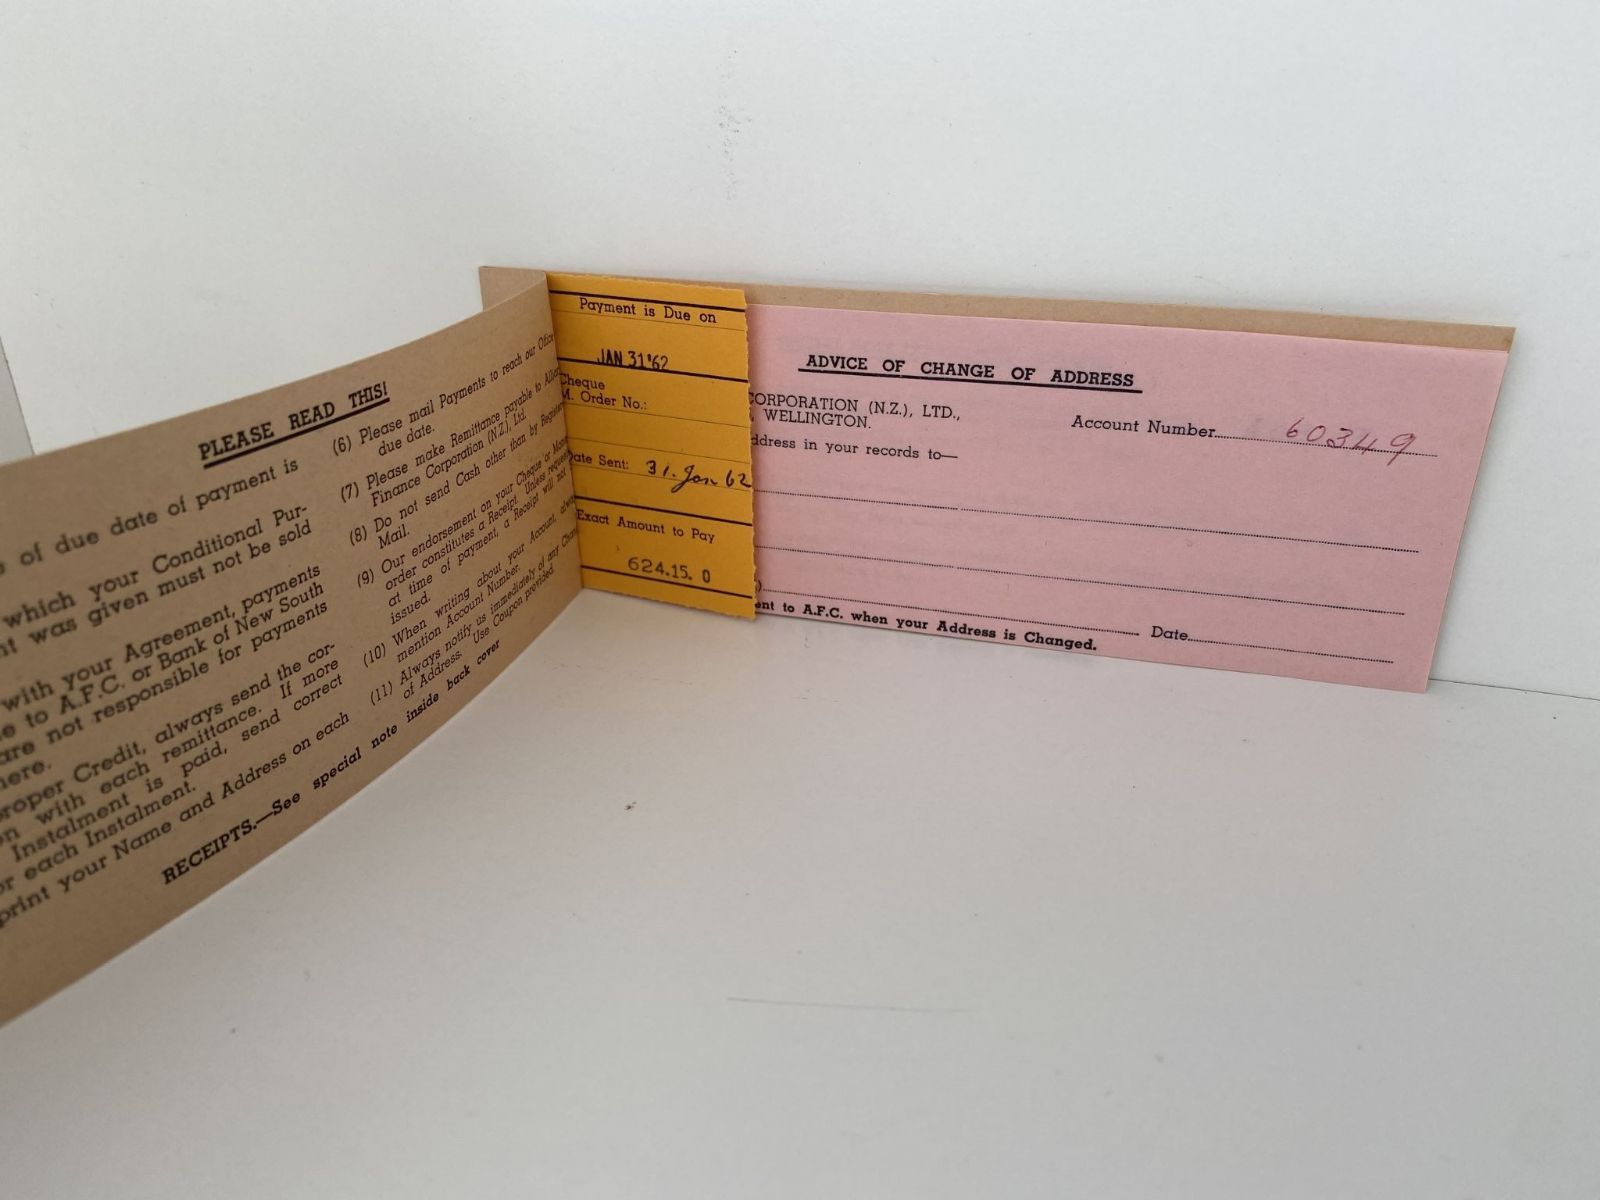 PLEASE READ THIS!
of due date of payment is
which your Conditional Pur-
was given must not be sold
with your Agreement, payments
to A.F.C. or Bank of New South
are not responsible for payments
Credit, always send the cor-
with each remittance. If more
Instalment is paid, send correct
each Instalment.
print your Name and Address on each
(6) Please mail Payments to reach our Office
due date.
(7) Please make Remittance payable to
Finance Corporation (N.Z.), Ltd.
(8) Do not send Cash other than by
Mail.
(9) Our endorsement on your Cheque or
order constitutes a Receipt. Unless
at time of payment, a Receipt will not
issued.
(10) When writing about your Account,
mention Account Number.
(11) Always notify us immediately of any
of Address. Use Coupon provided.
RECEIPTS.—See special note inside back cover
Payment is Due on
JAN 31 '62
Cheque
M. Order No.:
Date Sent: 31. Jan 62
Exact Amount to Pay
624.15. 0
ADVICE OF CHANGE OF ADDRESS
CORPORATION (N.Z.), LTD.,
WELLINGTON.
Account Number 60349
address in your records to—
Date
to A.F.C. when your Address is Changed.